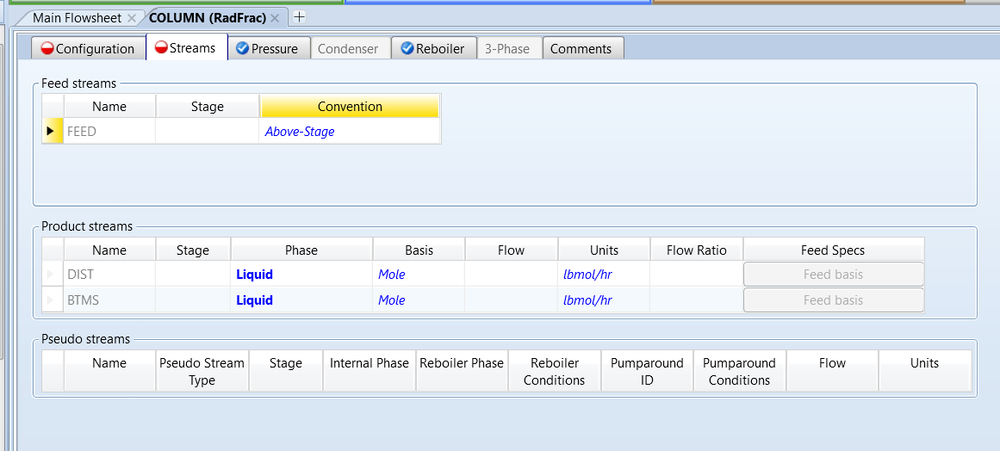 Main Flowsheet
COLUMN (RadFrac)
Configuration Streams Pressure Condenser Reboiler 3-Phase Comments
Feed streams
Name Stage Convention
FEED Above-Stage
Product streams
Name Stage Phase Basis Flow Units Flow Ratio Feed Specs
DIST Liquid Mole lbmol/hr Feed basis
BTMS Liquid Mole lbmol/hr Feed basis
Pseudo streams
Name Pseudo Stream Stage Internal Phase Reboiler Phase Reboiler Pumparound Pumparound Flow Units
Type Conditions ID Conditions